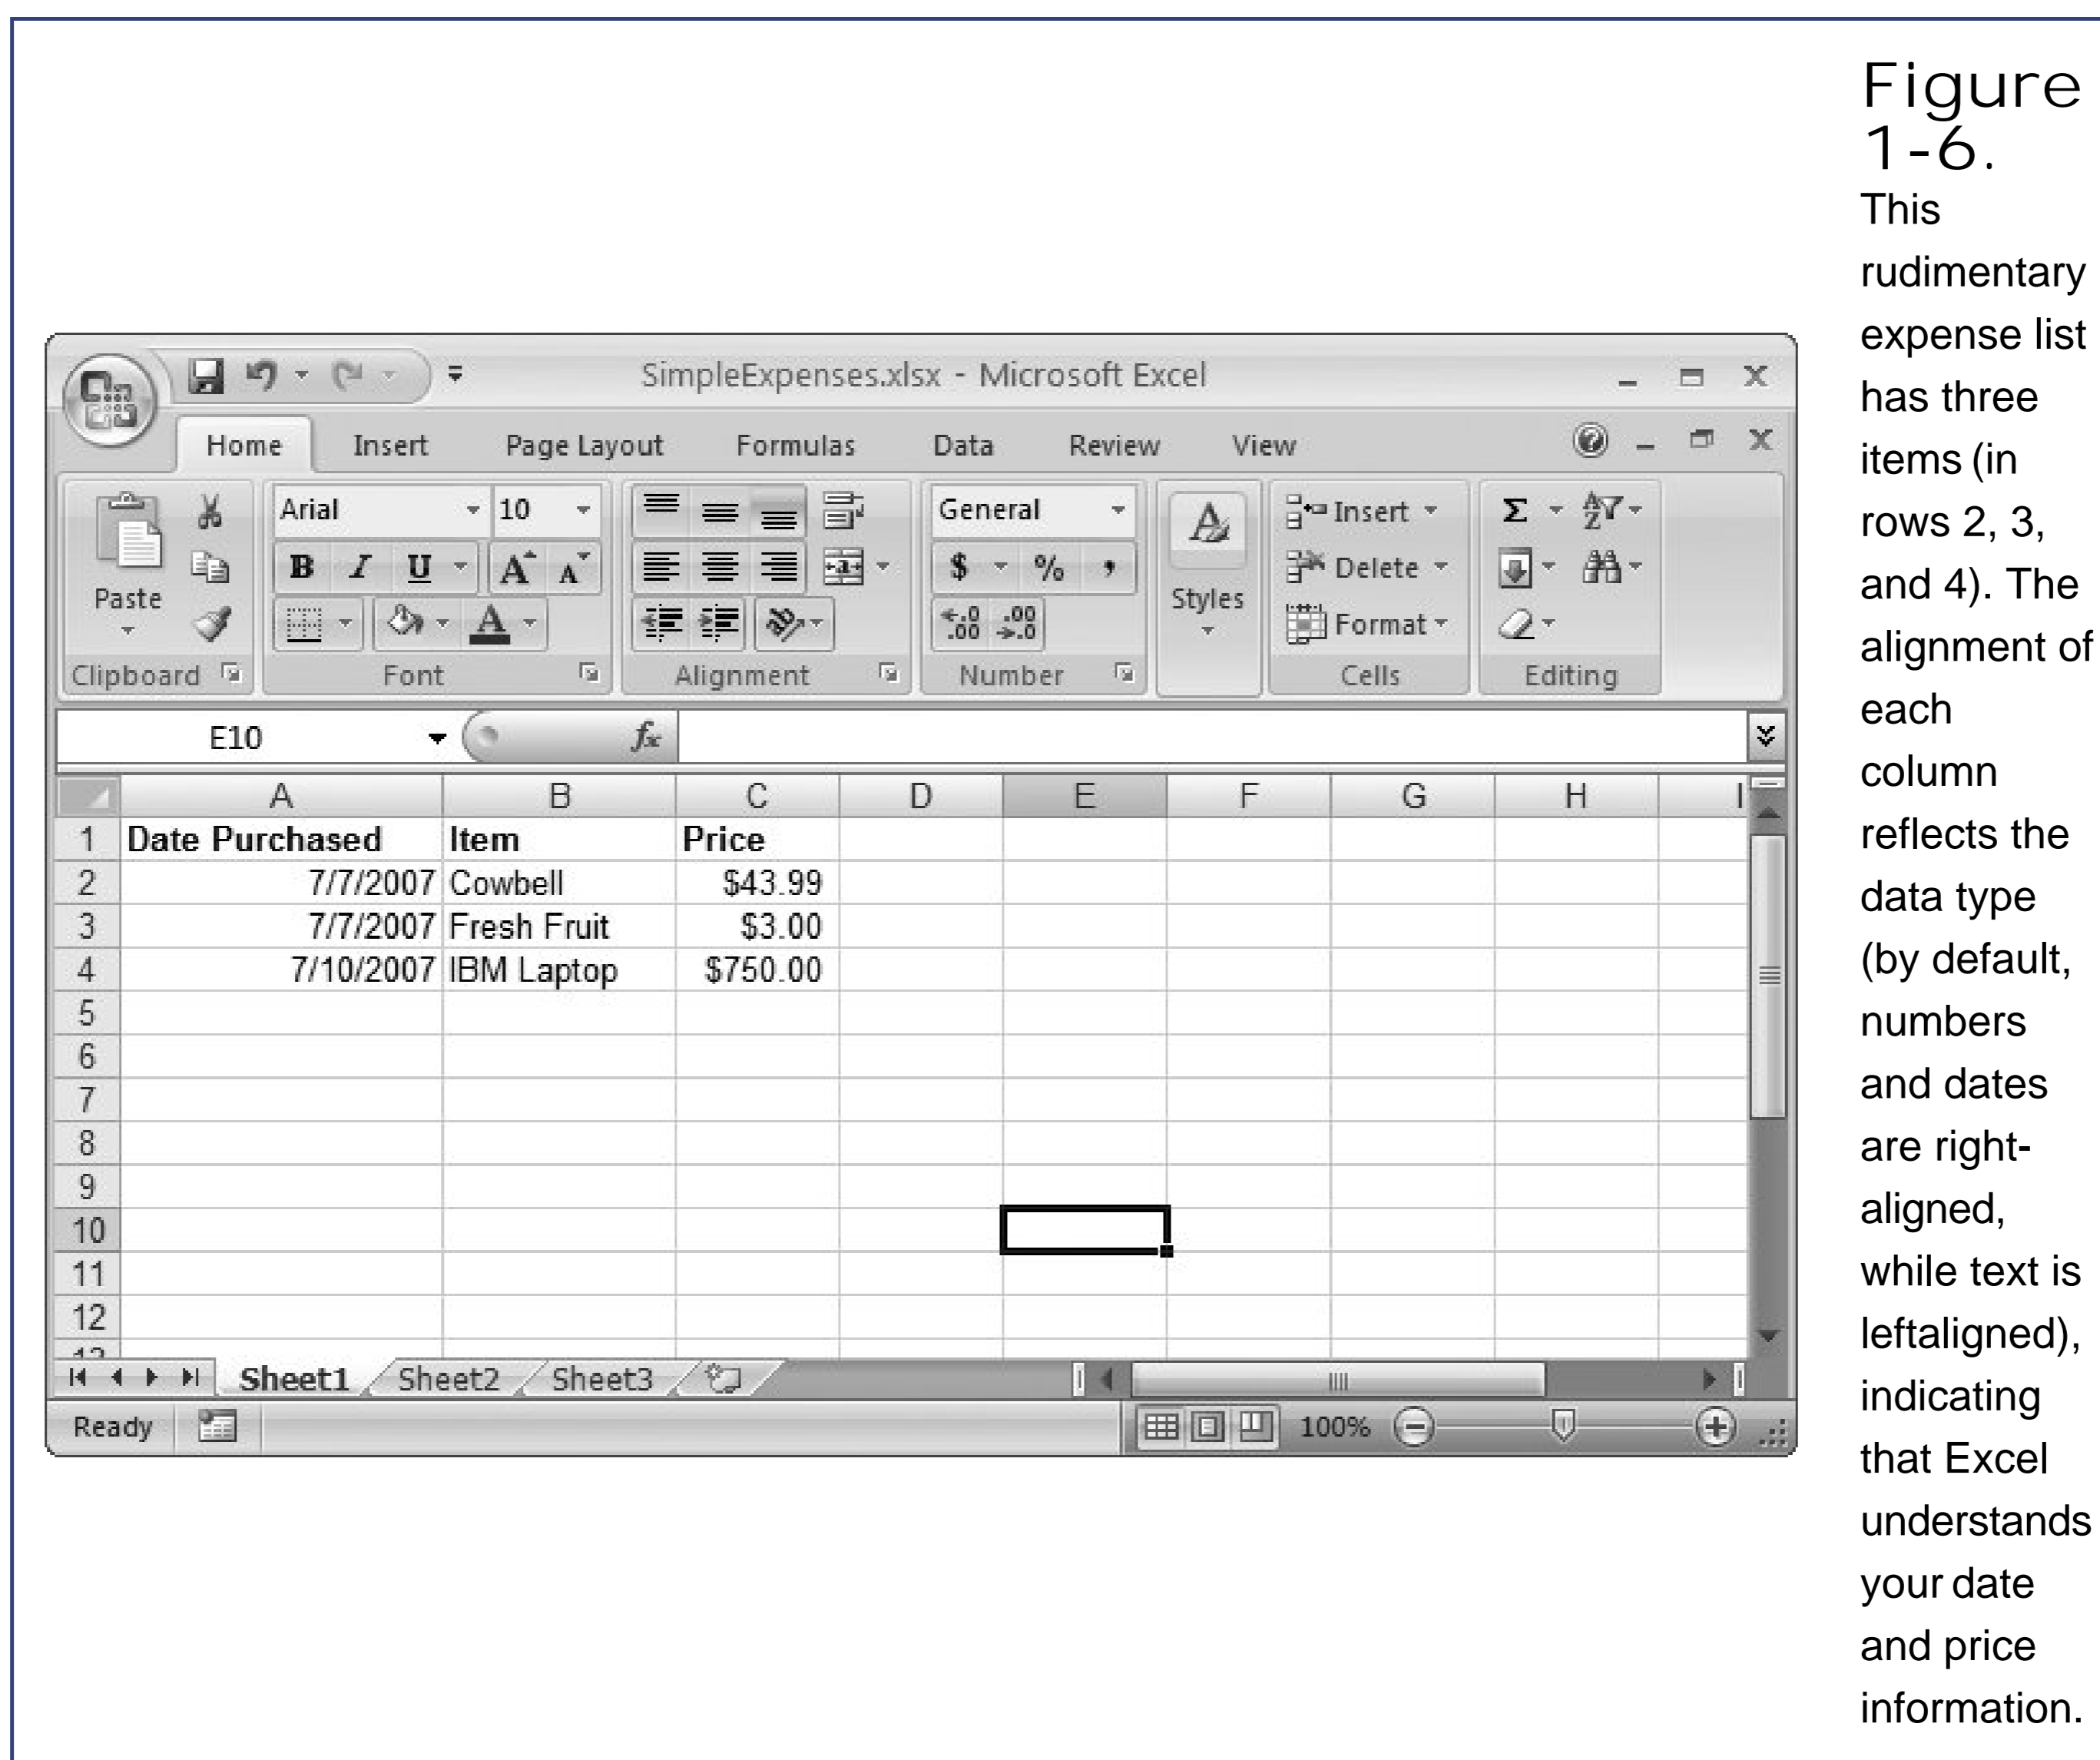 SimpleExpenses.xlsx - Microsoft Excel
Home Insert Page Layout Formulas Data Review View
Arial 10 General Insert
B I U A A $ % , Delete
Paste Styles
A .0 .00 .00 .0 Format
Clipboard Font Alignment Number Cells Editing
E10 fx
A B C D E F G H I
1 Date Purchased Item Price
2 7/7/2007 Cowbell $43.99
3 7/7/2007 Fresh Fruit $3.00
4 7/10/2007 IBM Laptop $750.00
5
6
7
8
9
10
11
12
13
Sheet1 Sheet2 Sheet3
Ready 100%
Figure
1-6.
This
rudimentary
expense list
has three
items (in
rows 2, 3,
and 4). The
alignment of
each
column
reflects the
data type
(by default,
numbers
and dates
are right-
aligned,
while text is
leftaligned),
indicating
that Excel
understands
your date
and price
information.